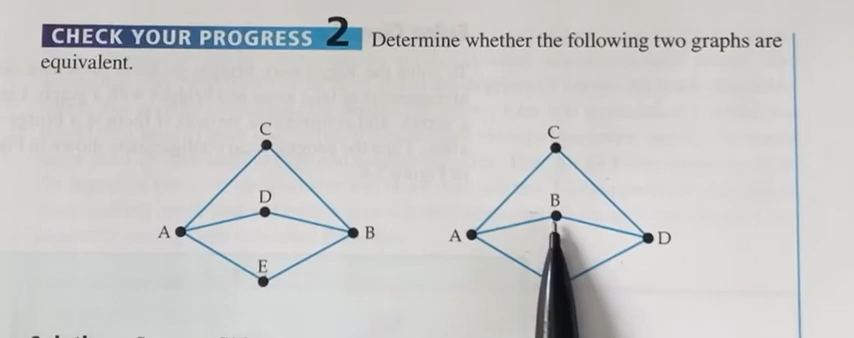 CHECK YOUR PROGRESS 2 Determine whether the following two graphs are
equivalent.
C C
D B
A B A D
E